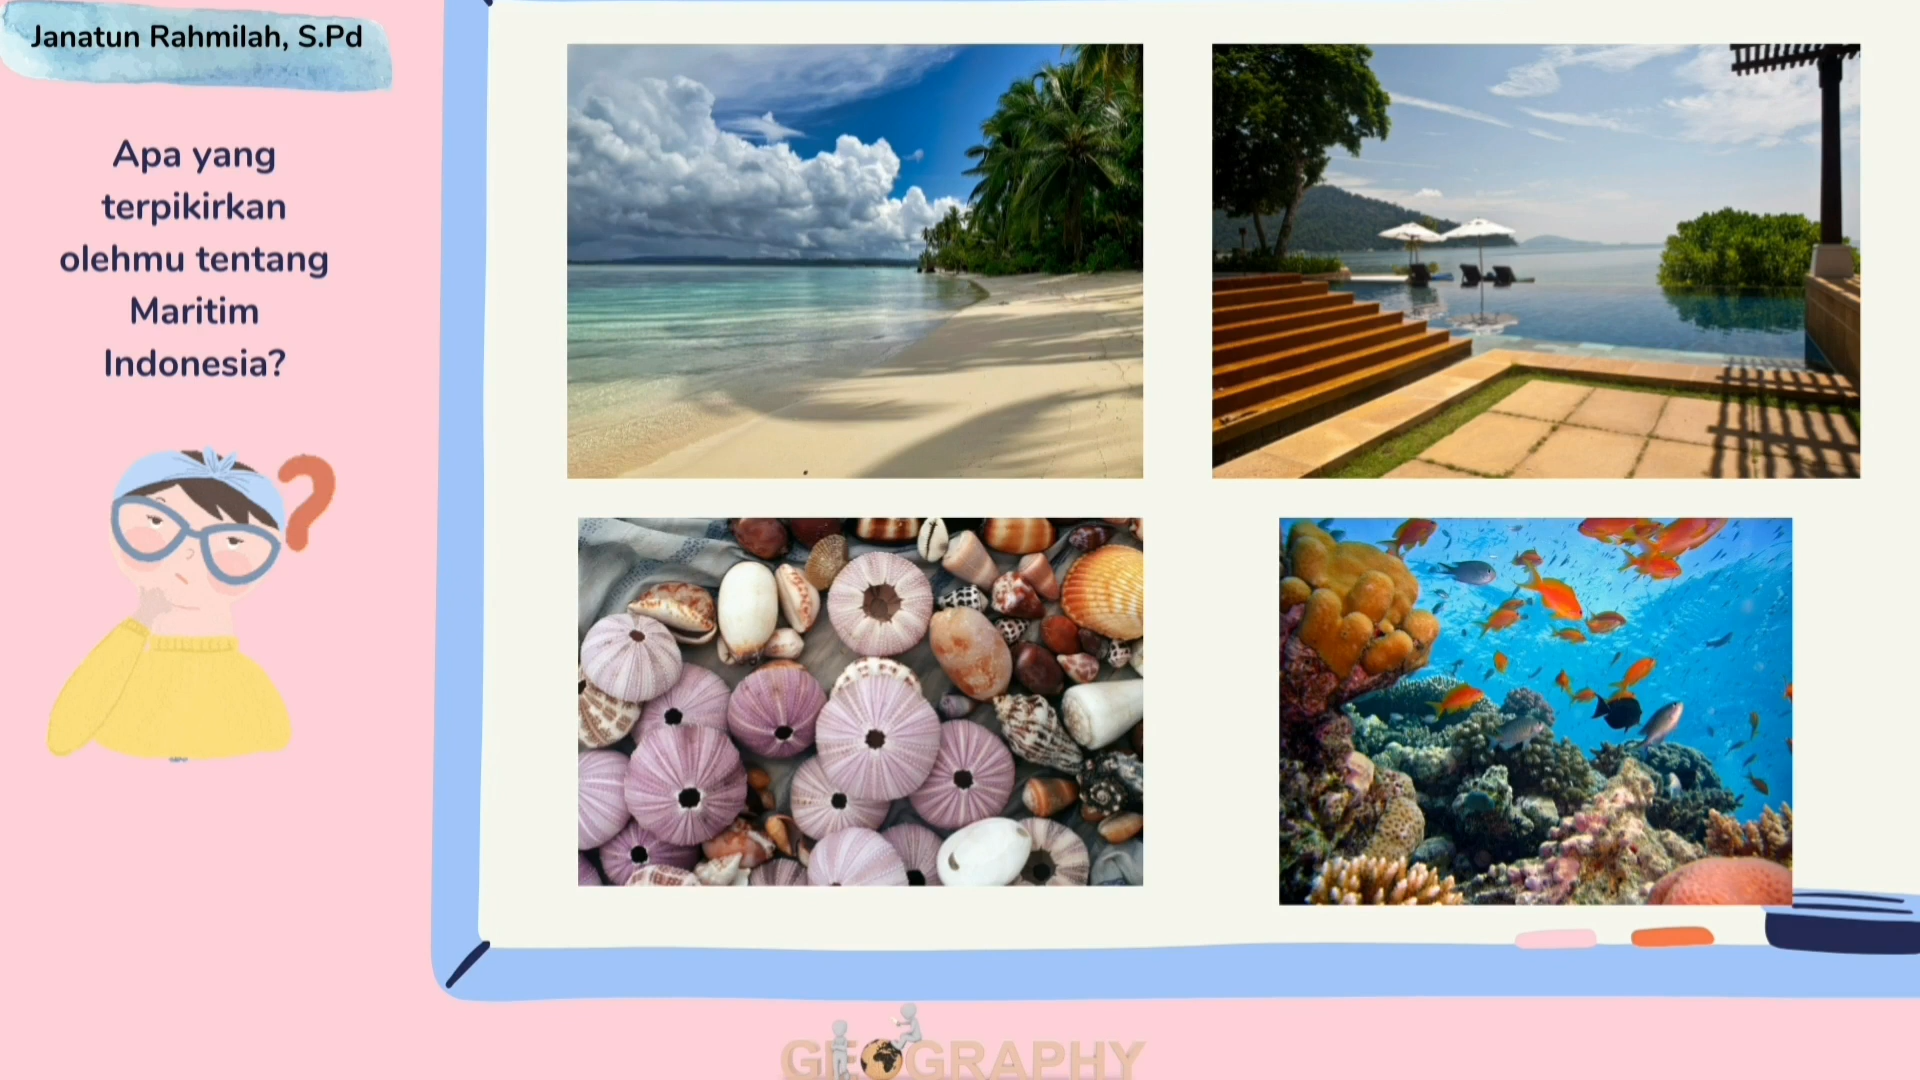 Janatun Rahmilah, S.Pd
Apa yang
terpikirkan
olehmu tentang
Maritim
Indonesia?
GEOGRAPHY